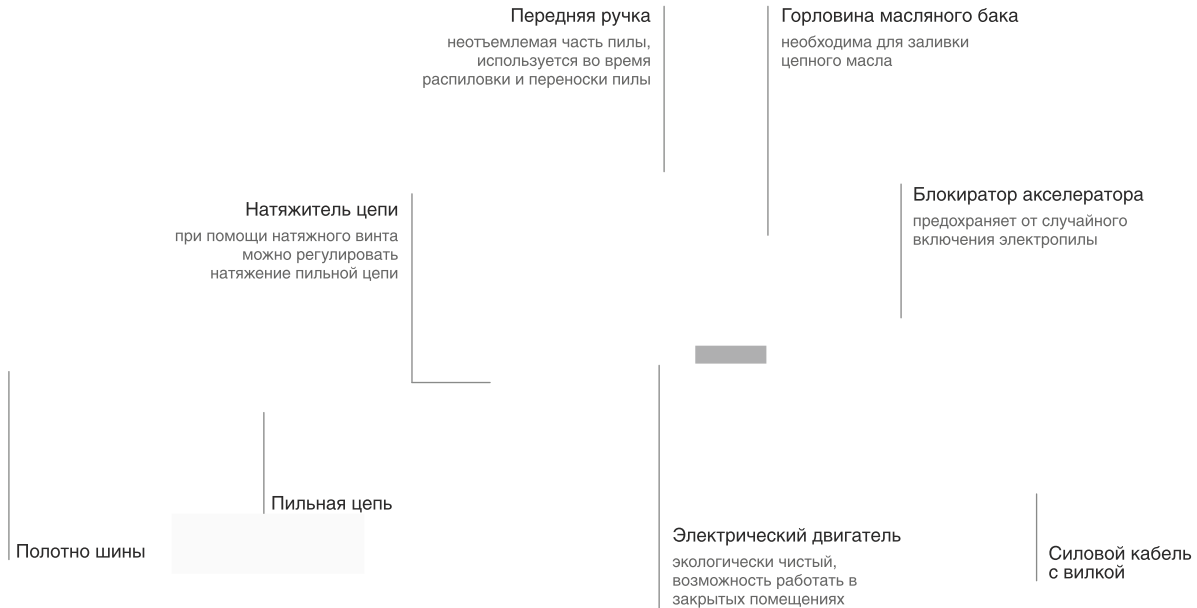 Передняя ручка
неотъемлемая часть пилы,
используется во время
распиловки и переноски пилы
Горловина масляного бака
необходима для заливки
цепного масла
Натяжитель цепи
при помощи натяжного винта
можно регулировать
натяжение пильной цепи
Блокиратор акселератора
предохраняет от случайного
включения электропилы
Пильная цепь
Полотно шины
Электрический двигатель
экологически чистый,
возможность работать в
закрытых помещениях
Силовой кабель
с вилкой